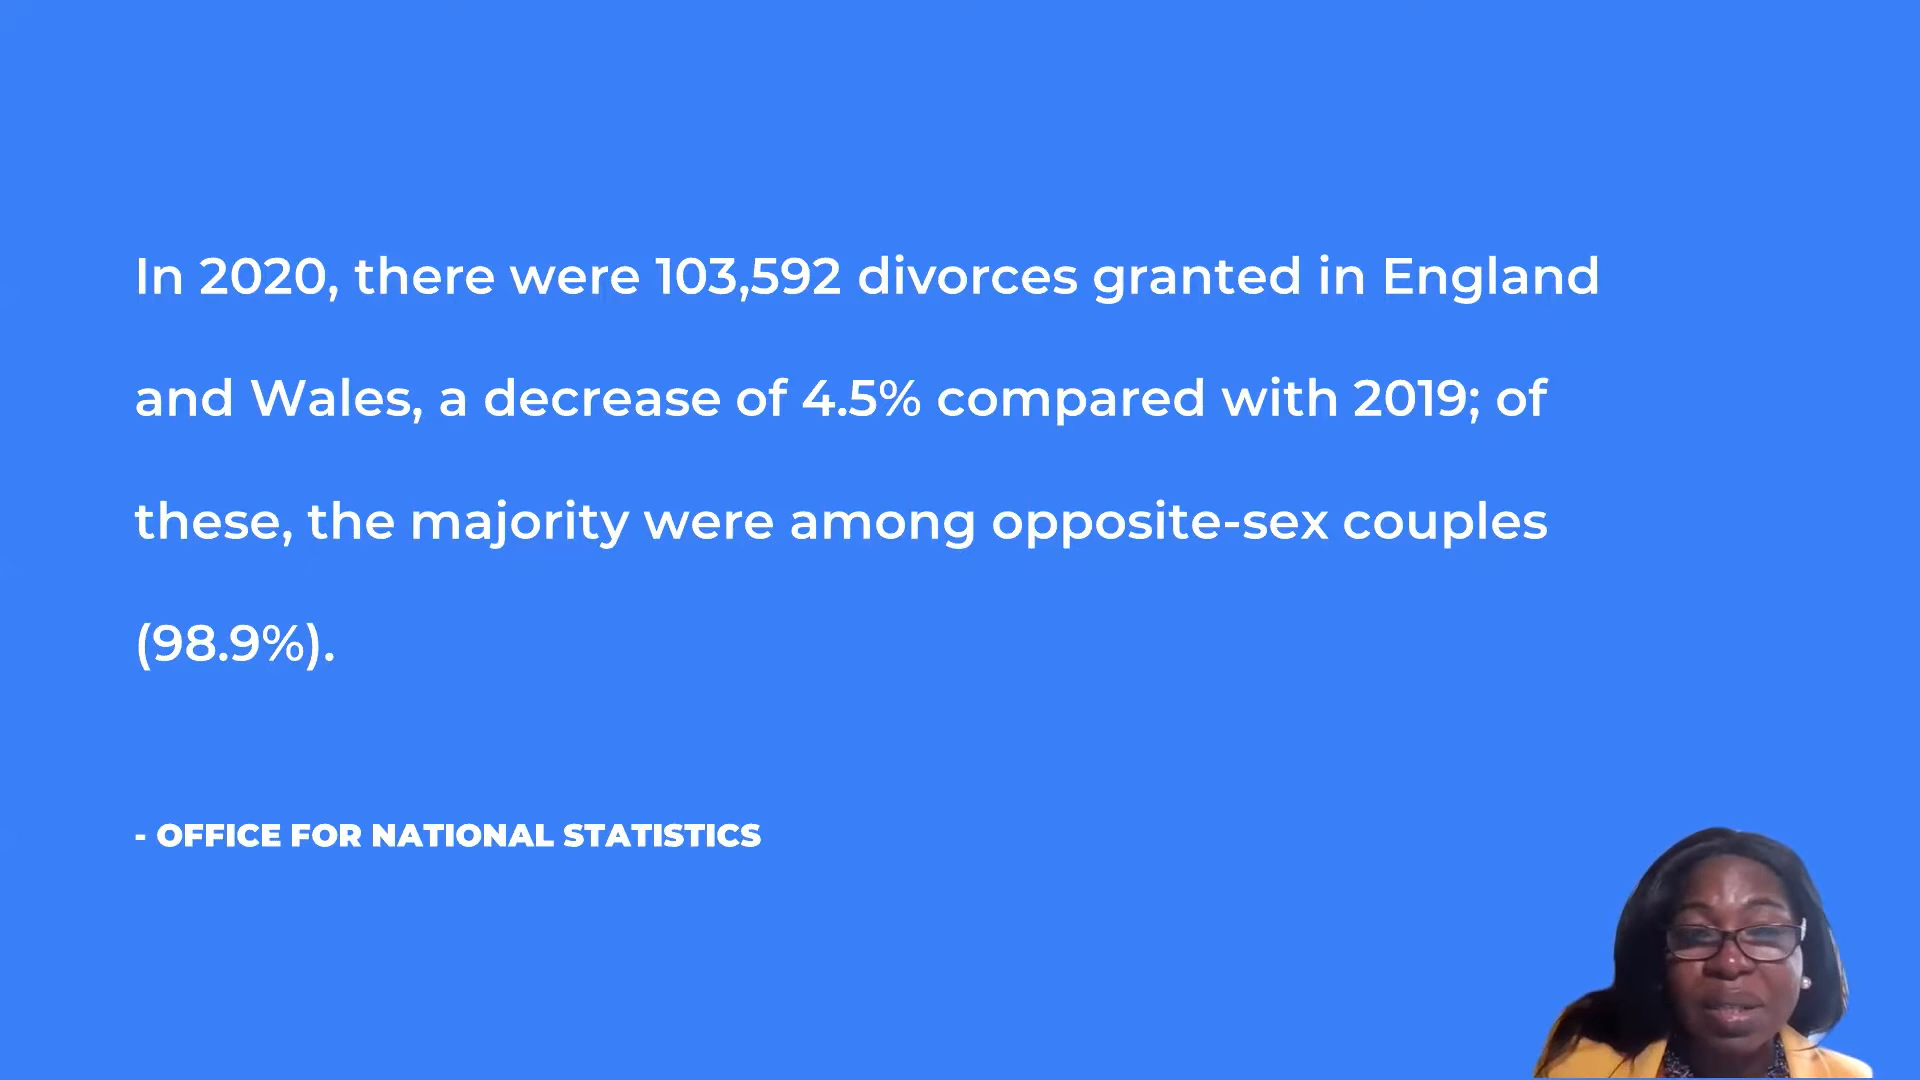 In 2020, there were 103,592 divorces granted in England
and Wales, a decrease of 4.5% compared with 2019; of
these, the majority were among opposite-sex couples
(98.9%).
- OFFICE FOR NATIONAL STATISTICS